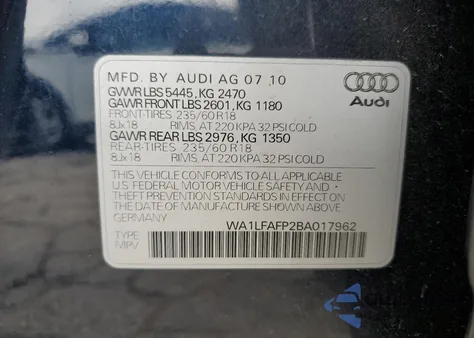 MFD. BY AUDI AG 07.10
GVWR LBS 5445, KG 2470
GAWR FRONT LBS 2601, KG 1180
FRONT-TIRES 235/60 R18
8Jx18 RIMS, AT 220 KPA 32 PSI COLD
GAWR REAR LBS 2976, KG 1350
REAR-TIRES 235/60 R18
8Jx18 RIMS, AT 220 KPA 32 PSI COLD
Audi
THIS VEHICLE CONFORMS TO ALL APPLICABLE
U.S. FEDERAL MOTOR VEHICLE SAFETY AND
THEFT PREVENTION STANDARDS IN EFFECT ON
THE DATE OF MANUFACTURE SHOWN ABOVE.
WA1LFAFP2BA017962
TYPE
MPV